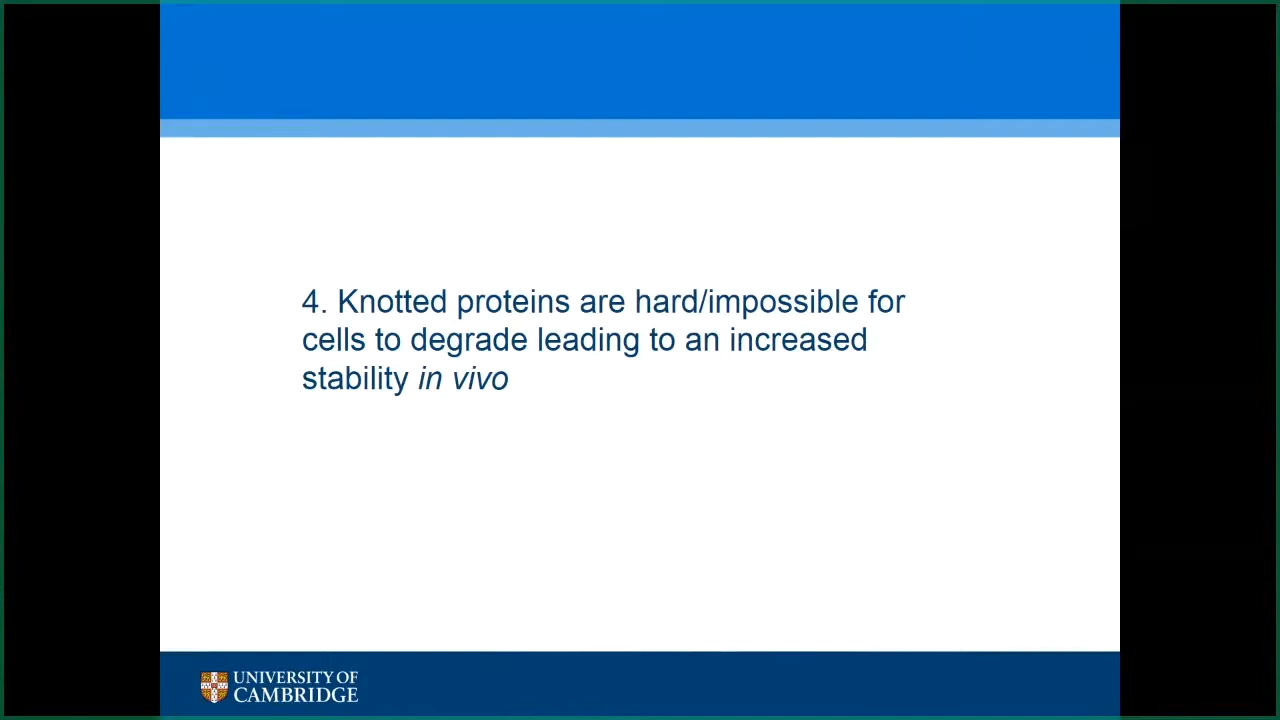 4. Knotted proteins are hard/impossible for
cells to degrade leading to an increased
stability in vivo
UNIVERSITY OF
CAMBRIDGE